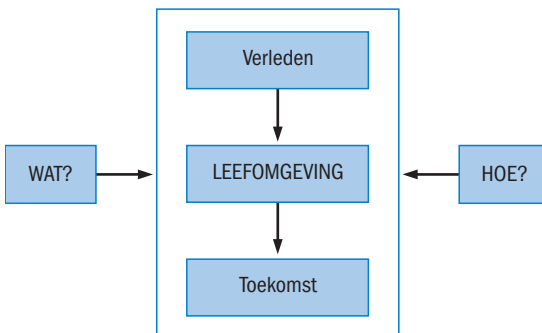 Verleden
WAT?
LEEFOMGEVING
HOE?
Toekomst